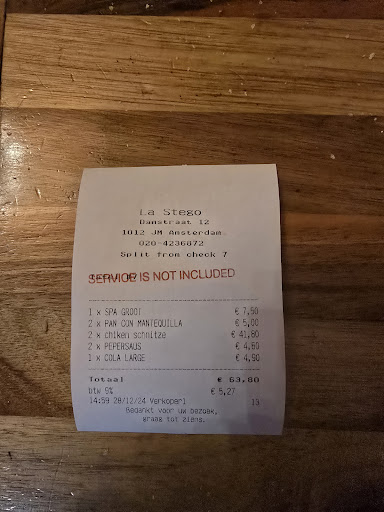 La Stego
Damstraat 12
1012 JM Amsterdam.
020-4236872
Split from check 7
SERVICE IS NOT INCLUDED
1 x SPA GROOT € 7,50
2 x PAN CON MANTEQUILLA € 5,00
2 x chiken schnitze € 41,80
2 x PEPERSAUS € 4,60
1 x COLA LARGE € 4,90
Totaal € 63,80
btw 9% € 5,27
14:59 28/12/24 Verkoper1 13
Bedankt voor uw bezoek,
graag tot ziens.